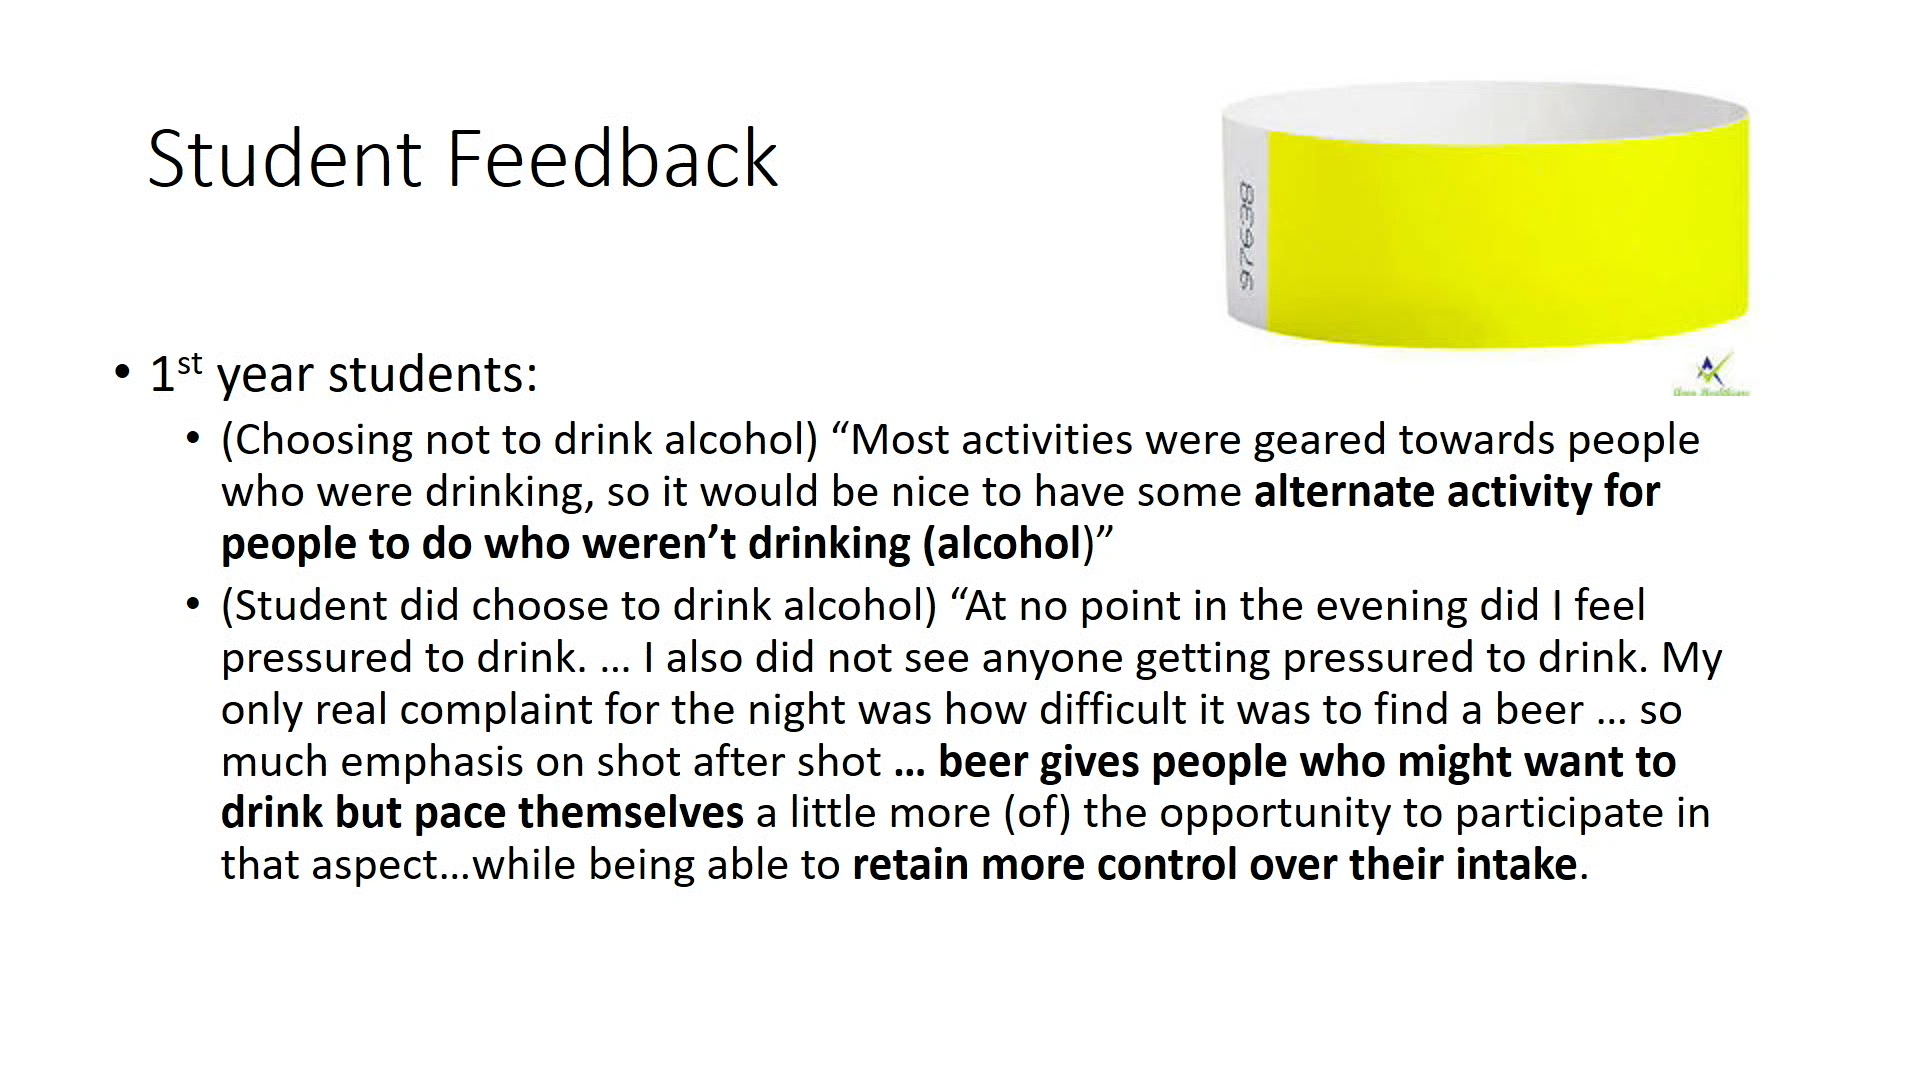 Student Feedback
97638
• 1st year students:
• (Choosing not to drink alcohol) “Most activities were geared towards people
who were drinking, so it would be nice to have some alternate activity for
people to do who weren’t drinking (alcohol)”
• (Student did choose to drink alcohol) “At no point in the evening did I feel
pressured to drink. … I also did not see anyone getting pressured to drink. My
only real complaint for the night was how difficult it was to find a beer … so
much emphasis on shot after shot … beer gives people who might want to
drink but pace themselves a little more (of) the opportunity to participate in
that aspect…while being able to retain more control over their intake.